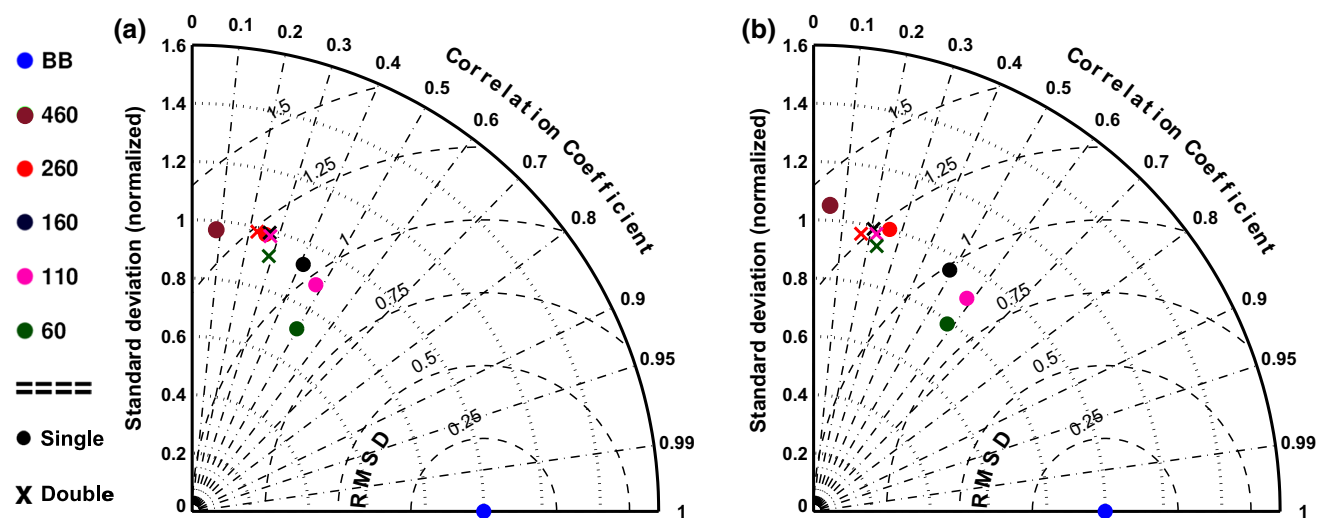 BB
460
260
160
110
60
====
Single
x Double
(a)
Standard deviation (normalized)
1.6
1.4
1.2
1
0.8
0.6
0.4
0.2
0
0 0.1 0.2 0.3 0.4 0.5 0.6 0.7 0.8 0.9 0.95 0.99 1
Correlation Coefficient
1.5
1.25
1
0.75
0.5
0.25
RMSD
(b)
Standard deviation (normalized)
1.6
1.4
1.2
1
0.8
0.6
0.4
0.2
0
0 0.1 0.2 0.3 0.4 0.5 0.6 0.7 0.8 0.9 0.95 0.99 1
Correlation Coefficient
1.5
1.25
1
0.75
0.5
0.25
RMSD